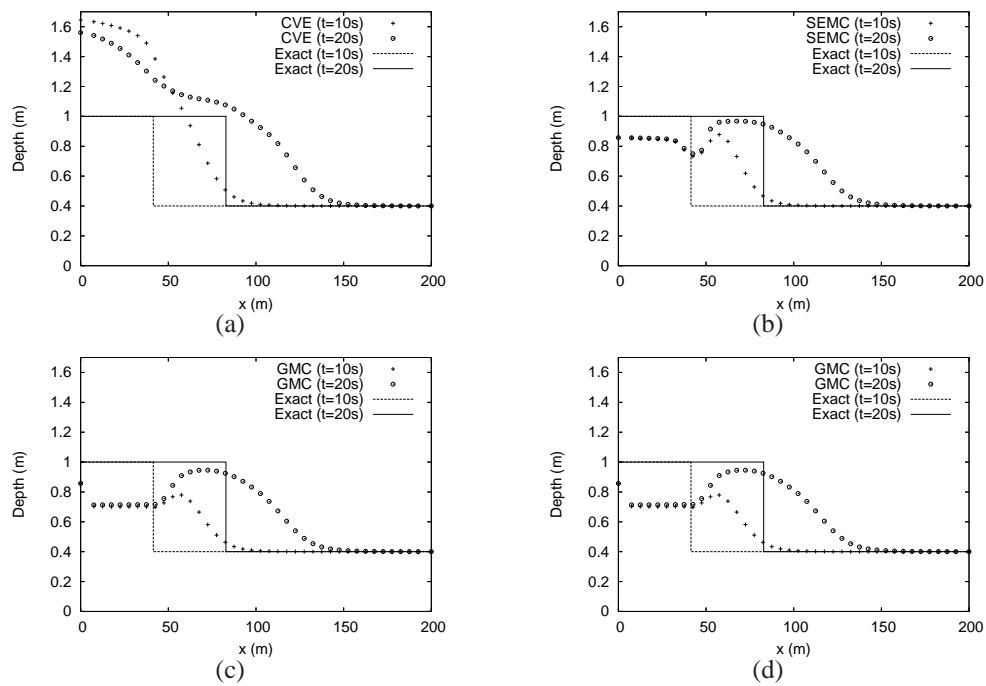 CVE (t=10s)
CVE (t=20s)
Exact (t=10s)
Exact (t=20s)
1.6
1.4
1.2
1
0.8
0.6
0.4
0.2
0
Depth (m)
0 50 100 150 200
x (m)
(a)
SEMC (t=10s)
SEMC (t=20s)
Exact (t=10s)
Exact (t=20s)
1.6
1.4
1.2
1
0.8
0.6
0.4
0.2
0
Depth (m)
0 50 100 150 200
x (m)
(b)
GMC (t=10s)
GMC (t=20s)
Exact (t=10s)
Exact (t=20s)
1.6
1.4
1.2
1
0.8
0.6
0.4
0.2
0
Depth (m)
0 50 100 150 200
x (m)
(c)
GMC (t=10s)
GMC (t=20s)
Exact (t=10s)
Exact (t=20s)
1.6
1.4
1.2
1
0.8
0.6
0.4
0.2
0
Depth (m)
0 50 100 150 200
x (m)
(d)